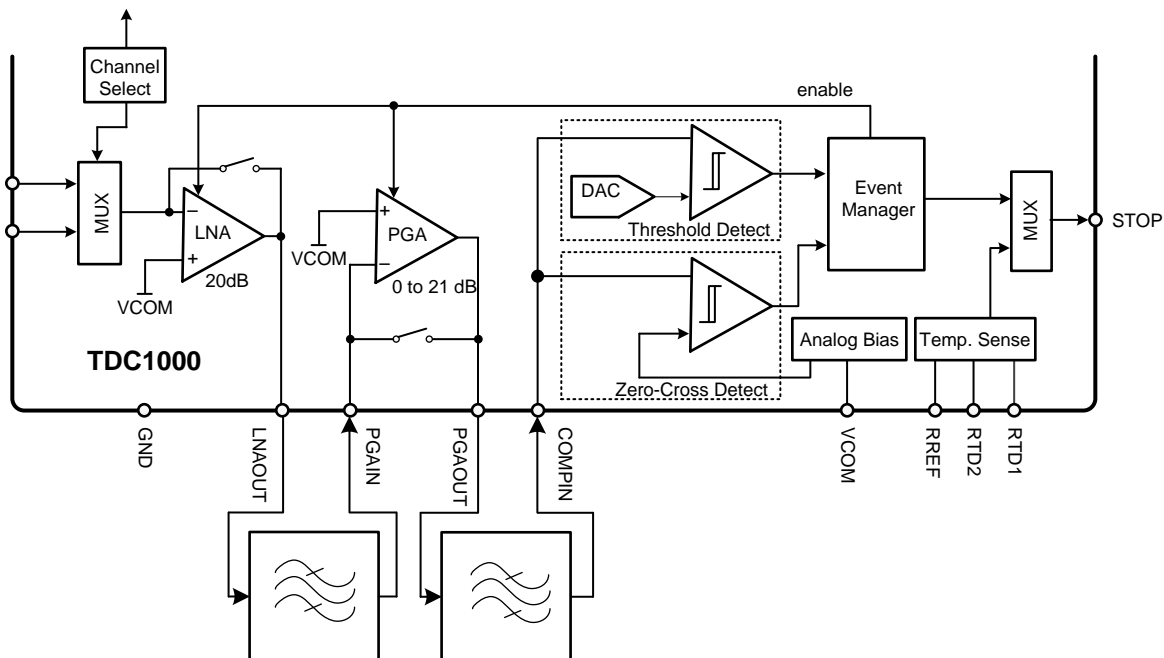 Channel
Select
enable
MUX
LNA
20dB
VCOM
VCOM
PGA
0 to 21 dB
DAC
Threshold Detect
Event
Manager
MUX
STOP
Zero-Cross Detect
Analog Bias
Temp. Sense
TDC1000
GND
LNAOUT
PGAIN
PGAOUT
COMPIN
VCOM
RREF
RTD2
RTD1